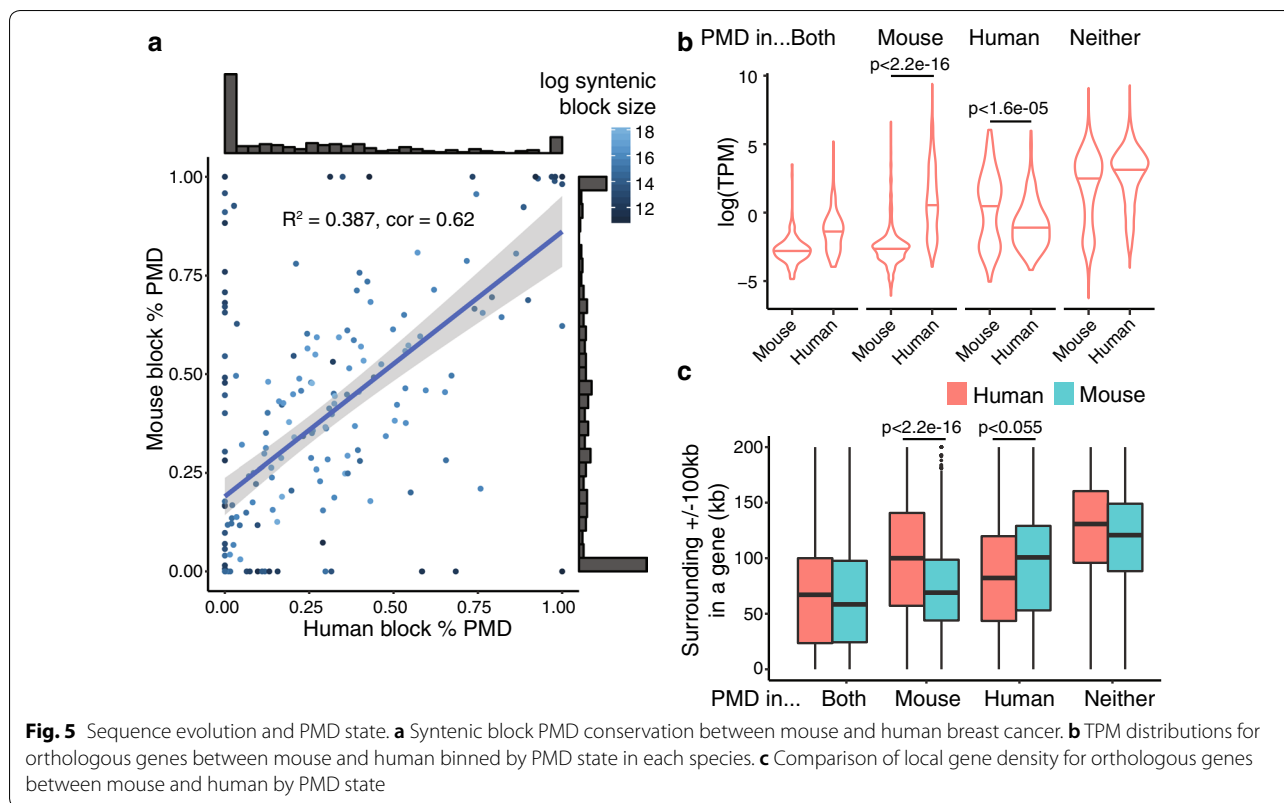 a
log syntenic
block size
18
16
14
12
R² = 0.387, cor = 0.62
1.00
0.75
0.50
0.25
0.00
Mouse block % PMD
0.00 0.25 0.50 0.75 1.00
Human block % PMD
b
PMD in...Both Mouse Human Neither
p<2.2e-16
p<1.6e-05
10
5
0
−5
log(TPM)
Mouse Human Mouse Human Mouse Human Mouse Human
c
Human Mouse
p<2.2e-16 p<0.055
200
150
100
50
0
Surrounding +/-100kb
in a gene (kb)
PMD in... Both Mouse Human Neither
Fig. 5 Sequence evolution and PMD state. a Syntenic block PMD conservation between mouse and human breast cancer. b TPM distributions for
orthologous genes between mouse and human binned by PMD state in each species. c Comparison of local gene density for orthologous genes
between mouse and human by PMD state